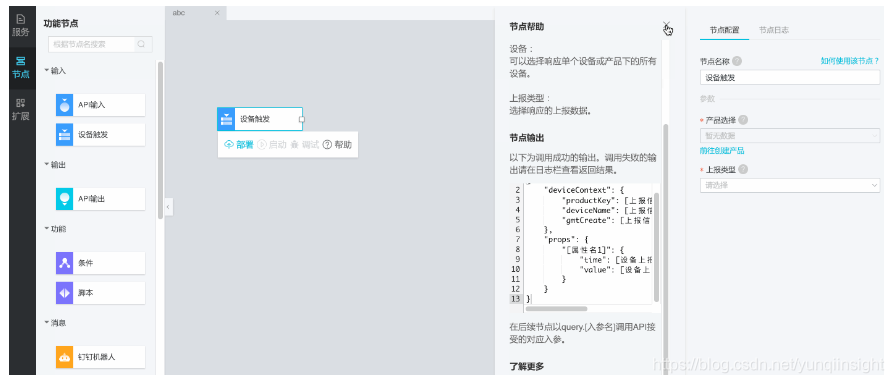 服务
节点
扩展
功能节点
根据节点名搜索
输入
API输入
设备触发
输出
API输出
功能
条件
脚本
消息
钉钉机器人
abc
设备触发
部署 启动 调试 帮助
节点帮助
设备：
可以选择响应单个设备或产品下的所有
设备。
上报类型：
选择响应的上报数据。
节点输出
以下为调用成功的输出，调用失败的输
出请在日志栏查看返回结果。
2 "deviceContext": {
3 "productKey": [上报信
4 "deviceName": [上报信
5 "gmtCreate": [上报信
6 },
7 "props": {
8 "[属性名1]": {
9 "time": [设备上报
10 "value": [设备上
11 }
12 }
13 }
在后续节点以query.[入参名]调用API接
受的对应入参。
了解更多
节点配置 节点日志
节点名称 ? 如何使用该节点？
设备触发
参数
* 产品选择 ?
暂无数据
前往创建产品
* 上报类型 ?
请选择
https://blog.csdn.net/yunqiinsight